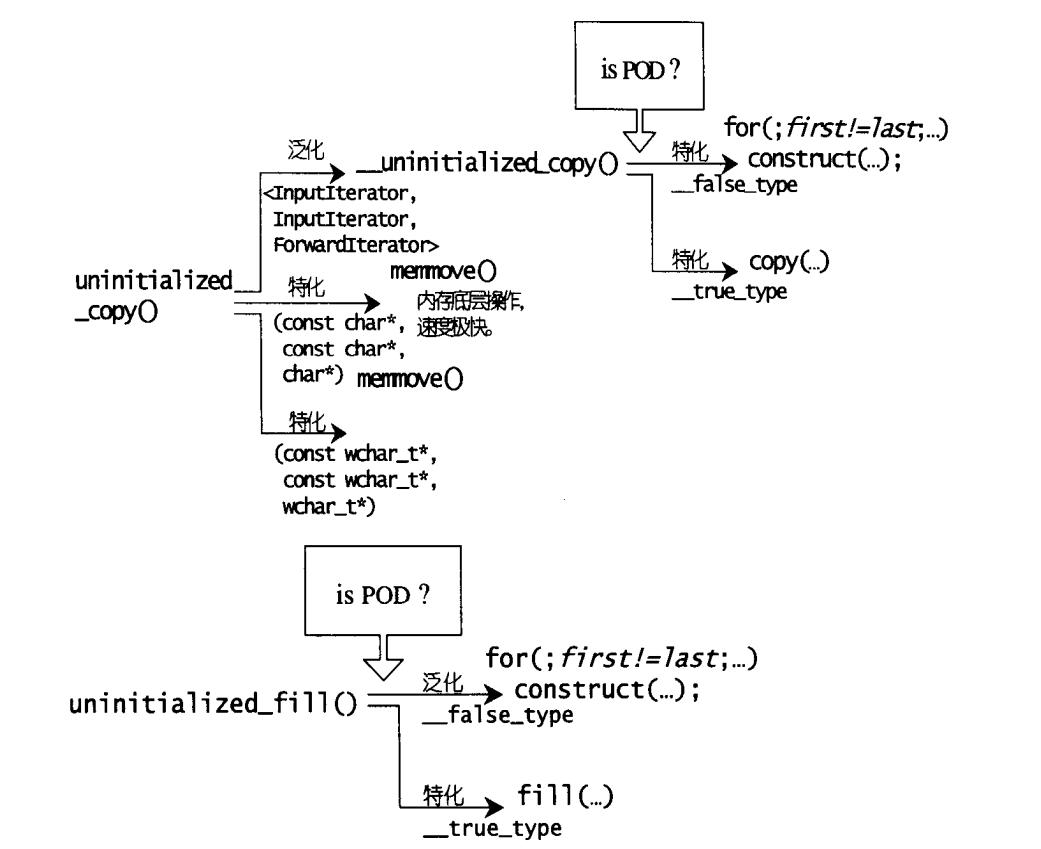 is POD ?
for(;first!=last;…)
泛化
特化
__uninitialized_copy()
construct(…);
<InputIterator,
__false_type
InputIterator,
ForwardIterator>
特化
copy(…)
__true_type
uninitialized
_copy()
特化
memmove()
内存底层操作,
速度极快。
(const char*,
const char*,
char*)
memmove()
特化
(const wchar_t*,
const wchar_t*,
wchar_t*)
is POD ?
for(;first!=last;…)
uninitialized_fill()
泛化
construct(…);
__false_type
特化
fill(…)
__true_type